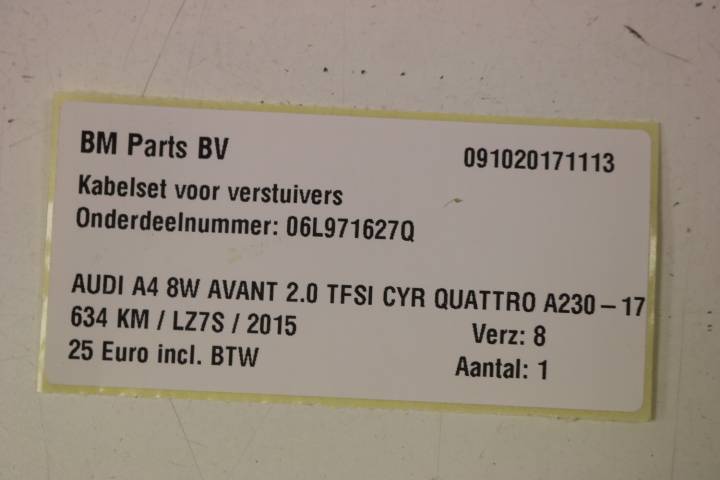 BM Parts BV 091020171113
Kabelset voor verstuivers
Onderdeelnummer: 06L971627Q
AUDI A4 8W AVANT 2.0 TFSI CYR QUATTRO A230-17
634 KM / LZ7S / 2015 Verz: 8
25 Euro incl. BTW Aantal: 1